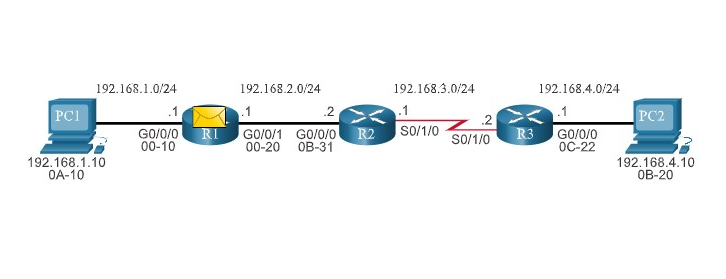 192.168.1.0/24
192.168.2.0/24
192.168.3.0/24
192.168.4.0/24
PC1
.1
R1
.1
.2
R2
.1
.2
R3
.1
PC2
G0/0/0
00-10
G0/0/1
00-20
G0/0/0
0B-31
S0/1/0
S0/1/0
G0/0/0
0C-22
192.168.1.10
0A-10
192.168.4.10
0B-20